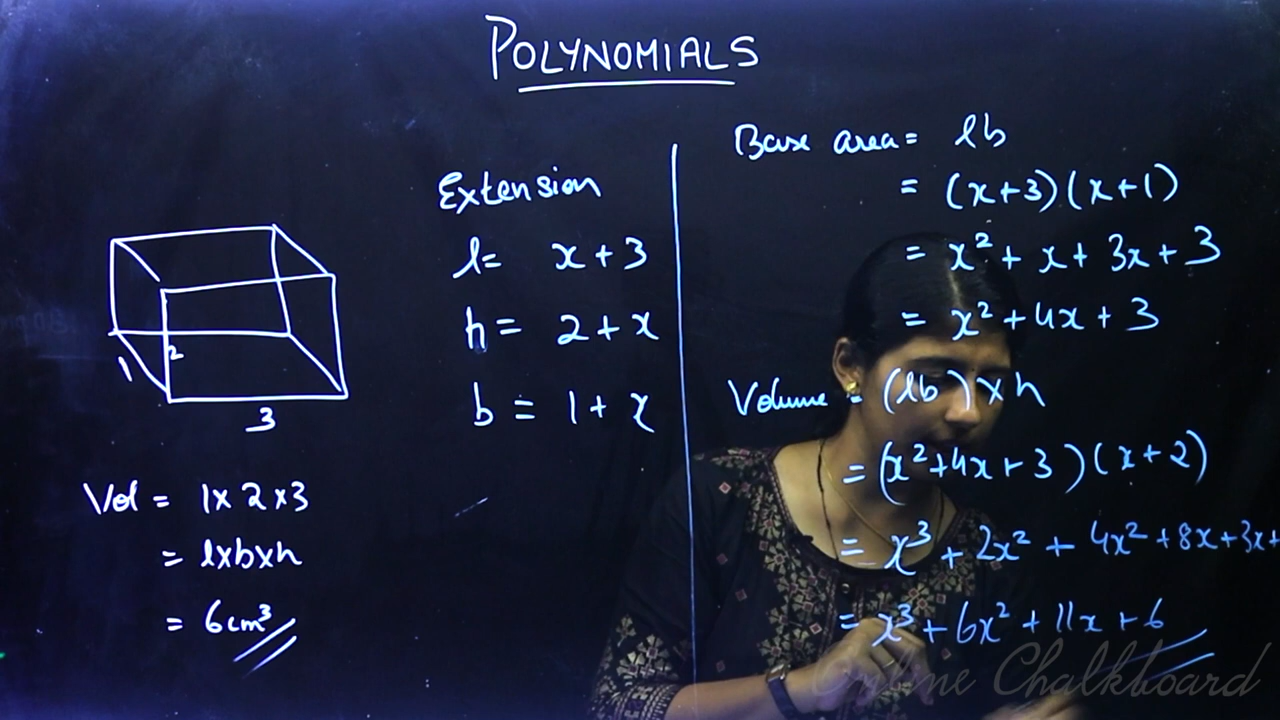 POLYNOMIALS
1
2
3
Vol = 1 x 2 x 3
= l x b x h
= 6 cm³
Extension
l = x + 3
h = 2 + x
b = 1 + x
Base area = lb
= (x+3)(x+1)
= x² + x + 3x + 3
= x² + 4x + 3
Volume = (lb) x h
= (x² + 4x + 3)(x+2)
= x³ + 2x² + 4x² + 8x + 3x +
= x³ + 6x² + 11x + 6
Online Chalkboard